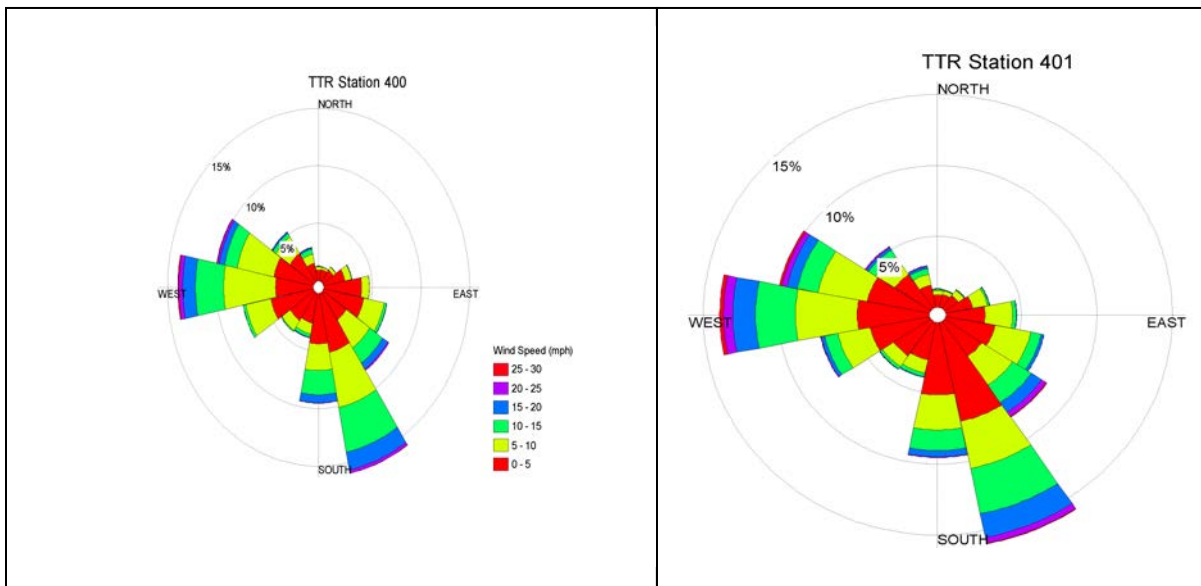 TTR Station 400
NORTH
15%
10%
5%
WEST
EAST
SOUTH
Wind Speed (mph)
25 - 30
20 - 25
15 - 20
10 - 15
5 - 10
0 - 5
TTR Station 401
NORTH
15%
10%
5%
WEST
EAST
SOUTH